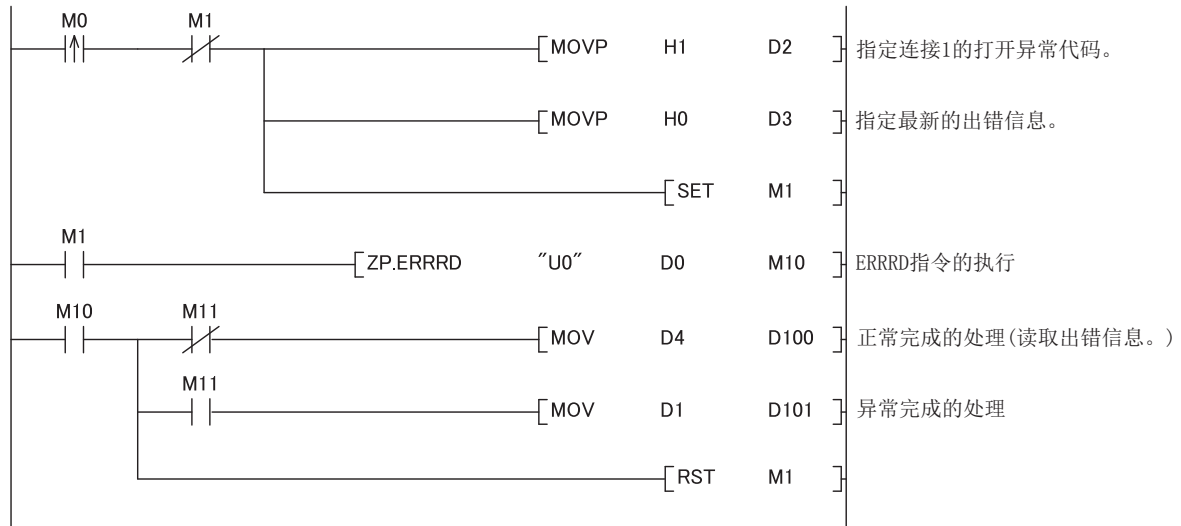 M0 M1
MOVP H1 D2 指定连接1的打开异常代码。
MOVP H0 D3 指定最新的出错信息。
SET M1
M1
ZP.ERRRD "U0" D0 M10 ERRRD指令的执行
M10 M11
MOV D4 D100 正常完成的处理(读取出错信息。)
M11
MOV D1 D101 异常完成的处理
RST M1